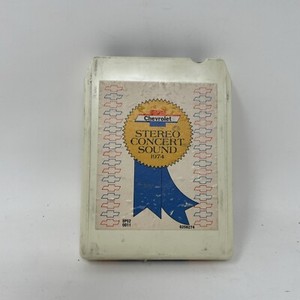 Chevrolet
STEREO
CONCERT
SOUND
1974